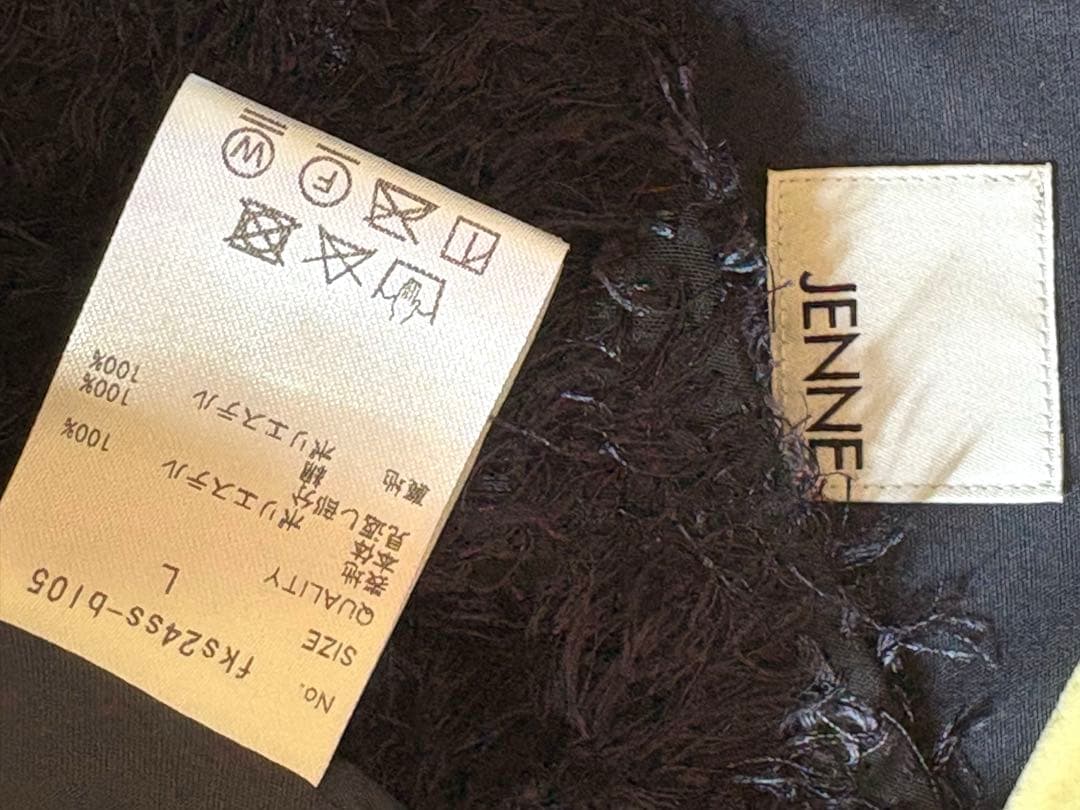 No. fks24ss-b105
SIZE L
QUALITY
表地
本体 ポリエステル 100%
見返し部分 綿 100%
裏地 ポリエステル 100%
F
W
JENNE